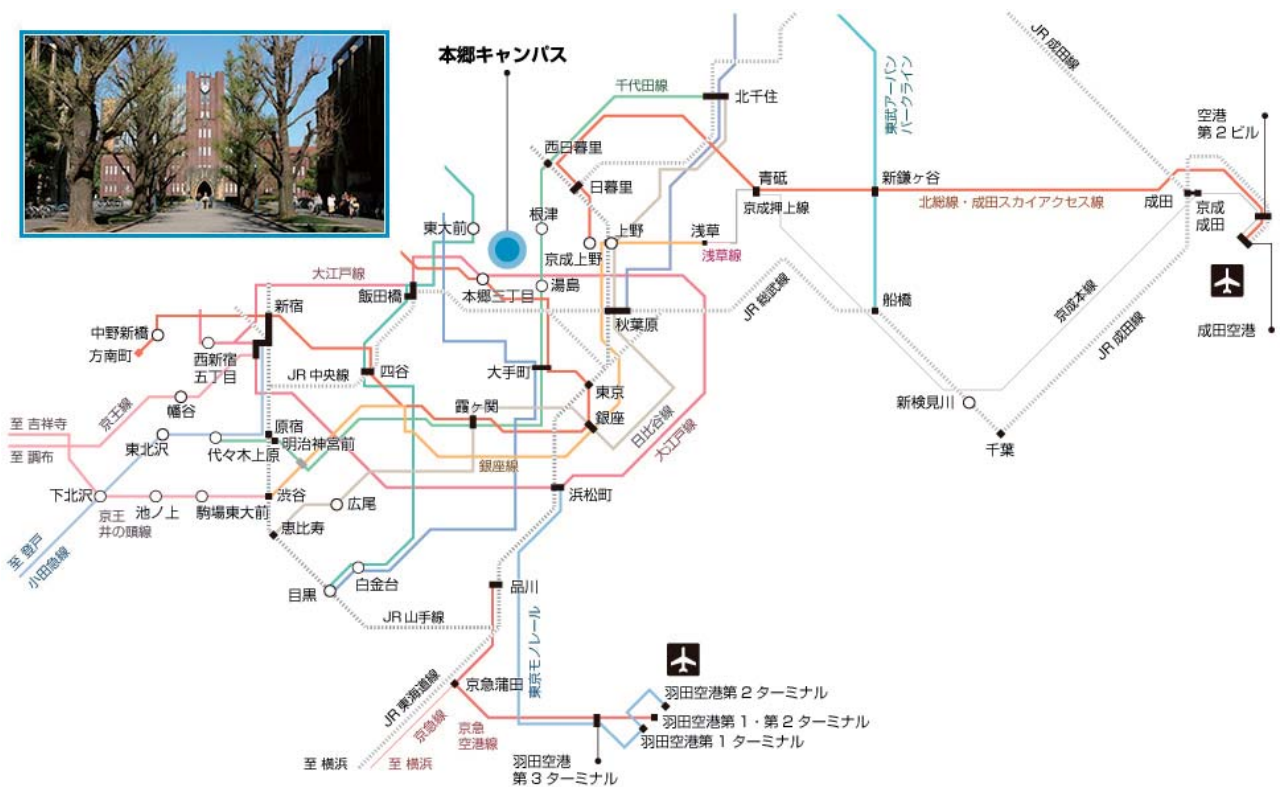 本郷キャンパス
千代田線
北千住
東武アーバン
パークライン
JR 成田線
空港
第2ビル
西日暮里
日暮里
青砥
京成押上線
新鎌ヶ谷
北総線・成田スカイアクセス線
成田
京成
成田
東大前
根津
京成上野
上野
浅草
浅草線
大江戸線
飯田橋
本郷三丁目
湯島
新宿
秋葉原
JR 総武線
船橋
京成本線
JR 成田線
成田空港
中野新橋
方南町
西新宿
五丁目
JR 中央線
四谷
大手町
東京
幡谷
京王線
霞ヶ関
銀座
日比谷線
大江戸線
新検見川
千葉
至 吉祥寺
至 調布
東北沢
代々木上原
原宿
明治神宮前
銀座線
下北沢
池ノ上
駒場東大前
渋谷
広尾
浜松町
京王
井の頭線
恵比寿
至 登戸
小田急線
目黒
白金台
品川
JR 山手線
東京モノレール
京急蒲田
JR 東海道線
京急線
京急
空港線
羽田空港第2ターミナル
羽田空港第1・第2ターミナル
羽田空港第1ターミナル
至 横浜
至 横浜
羽田空港
第3ターミナル